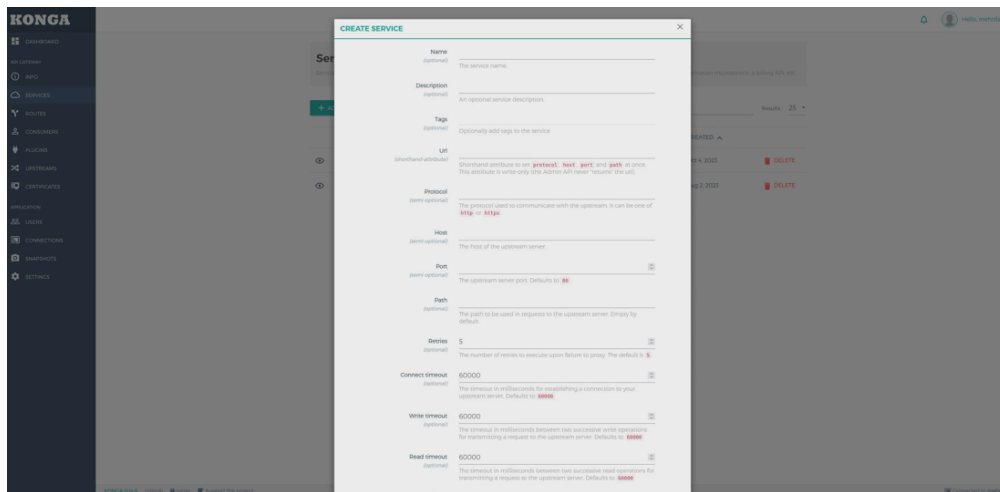 KONGA
DASHBOARD
API GATEWAY
INFO
SERVICES
ROUTES
CONSUMERS
PLUGINS
UPSTREAMS
CERTIFICATES
APPLICATION
USERS
CONNECTIONS
SNAPSHOTS
SETTINGS
Hello,
Ser
Results: 25
DELETE
DELETE
CREATE SERVICE
Name
(optional)
The service name.
Description
(optional)
An optional service description.
Tags
(optional)
Optionally add tags to the service
Url
(shorthand-attribute)
Shorthand attribute to set protocol, host, port and path at once.
This attribute is write only (the Admin API never 'returns' the url).
Protocol
(semi-optional)
The protocol used to communicate with the upstream. It can be one of
http or https.
Host
(semi-optional)
The host of the upstream server.
Port
(semi-optional)
The upstream server port. Defaults to 80
Path
(optional)
The path to be used in requests to the upstream server. Empty by
default.
Retries
(optional)
5
The number of retries to execute upon failure to proxy. The default is 5.
Connect timeout
(optional)
60000
The timeout in milliseconds for establishing a connection to your
upstream server. Defaults to 60000
Write timeout
(optional)
60000
The timeout in milliseconds between two successive write operations
for transmitting a request to the upstream server. Defaults to 60000
Read timeout
(optional)
60000
The timeout in milliseconds between two successive read operations for
transmitting a request to the upstream server. Defaults to 60000